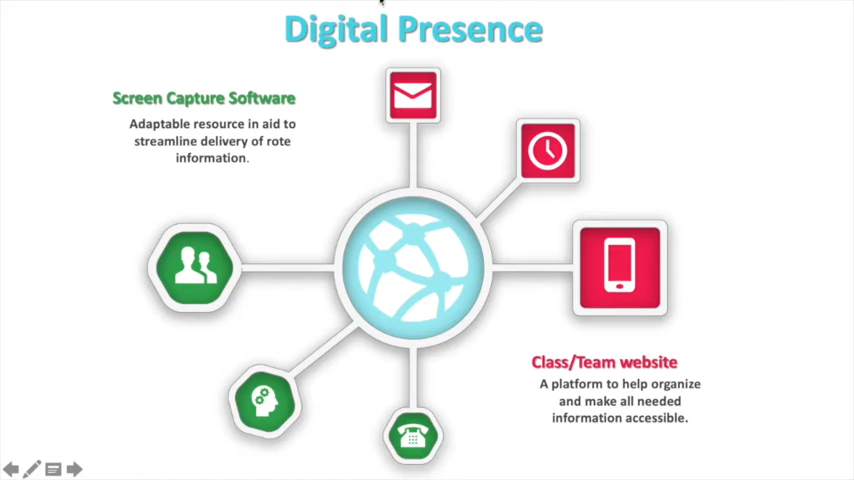 Digital Presence
Screen Capture Software
Adaptable resource in aid to
streamline delivery of rote
information.
Class/Team website
A platform to help organize
and make all needed
information accessible.